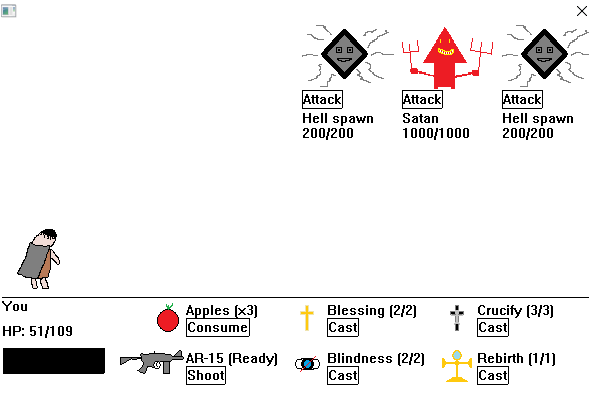 Attack
Attack
Attack
Hell spawn
Satan
Hell spawn
200/200
1000/1000
200/200
You
HP: 51/109
Apples (x3)
Consume
Blessing (2/2)
Cast
Crucify (3/3)
Cast
AR-15 (Ready)
Shoot
Blindness (2/2)
Cast
Rebirth (1/1)
Cast